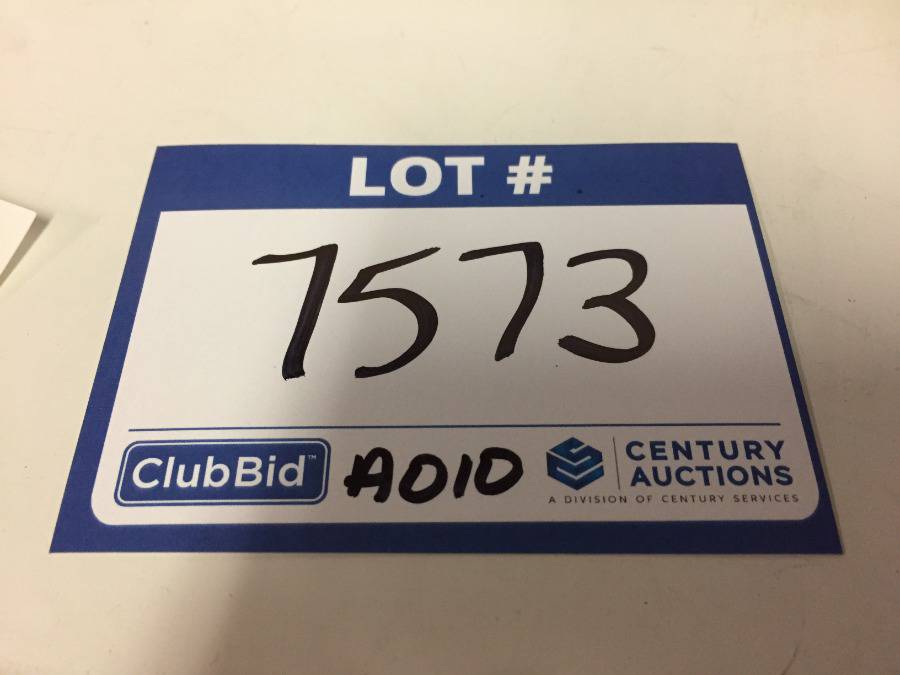 LOT #
7573
ClubBid™ A010 CENTURY
AUCTIONS
A DIVISION OF CENTURY SERVICES